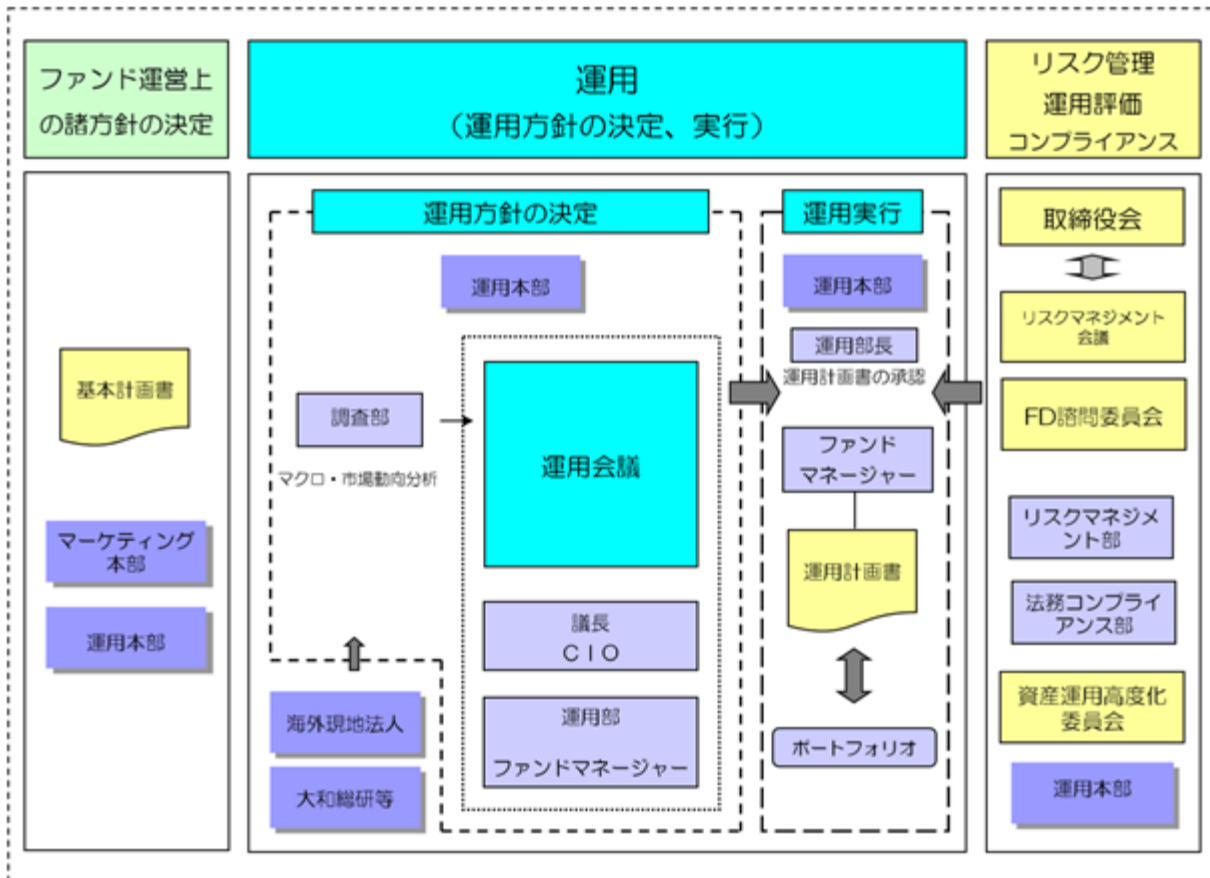 ファンド運営上
の諸方針の決定
運用
（運用方針の決定、実行）
リスク管理
運用評価
コンプライアンス
基本計画書
マーケティング
本部
運用本部
運用方針の決定
運用本部
調査部
マクロ・市場動向分析
運用会議
議長
ＣＩＯ
運用部
ファンドマネージャー
海外現地法人
大和総研等
運用実行
運用本部
運用部長
運用計画書の承認
ファンド
マネージャー
運用計画書
ポートフォリオ
取締役会
リスクマネジメント
会議
FD諮問委員会
リスクマネジメ
ント部
法務コンプライ
アンス部
資産運用高度化
委員会
運用本部